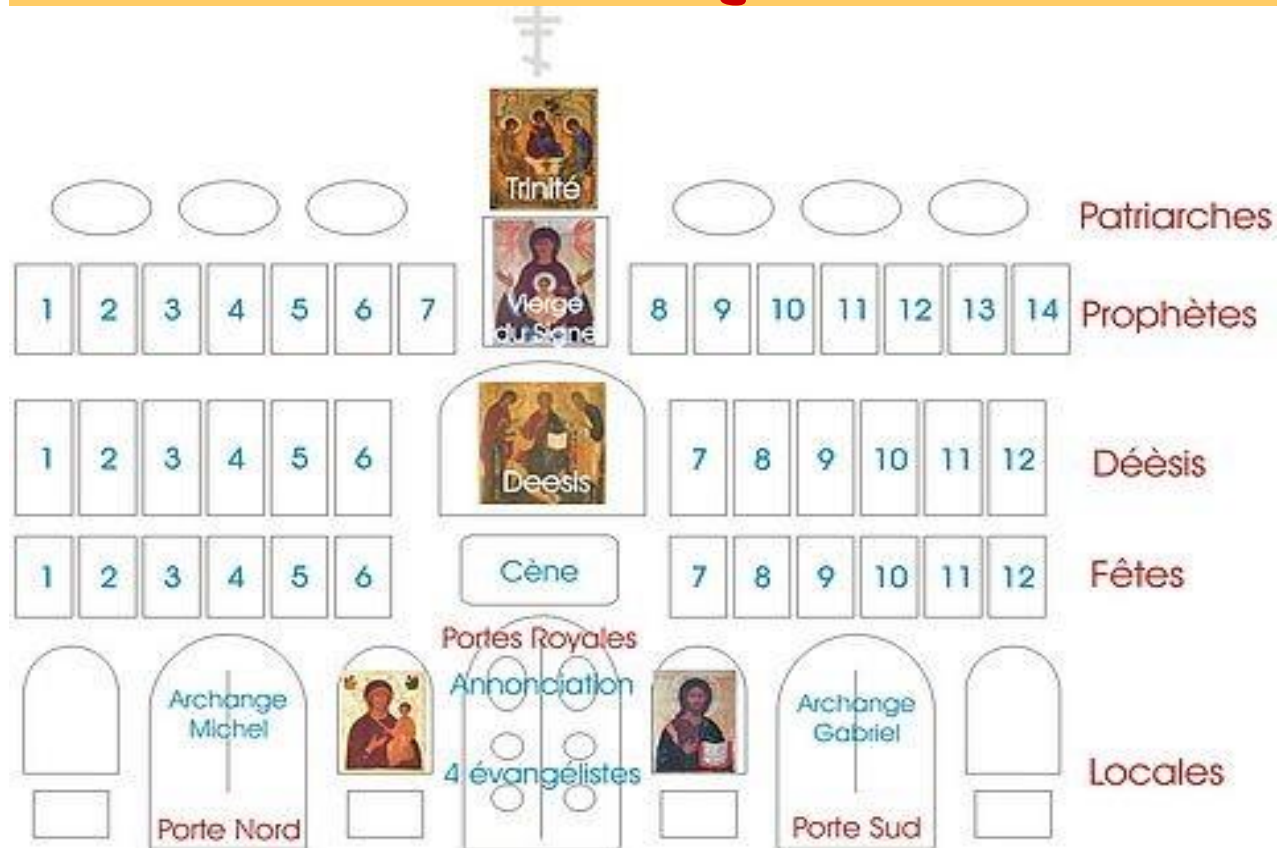 Trinité
Patriarches
1 2 3 4 5 6 7
Vierge
du Signe
8 9 10 11 12 13 14
Prophètes
1 2 3 4 5 6
Deesis
7 8 9 10 11 12
Déèsis
1 2 3 4 5 6
Cène
7 8 9 10 11 12
Fêtes
Portes Royales
Annonciation
Archange
Michel
4 évangélistes
Archange
Gabriel
Locales
Porte Nord
Porte Sud